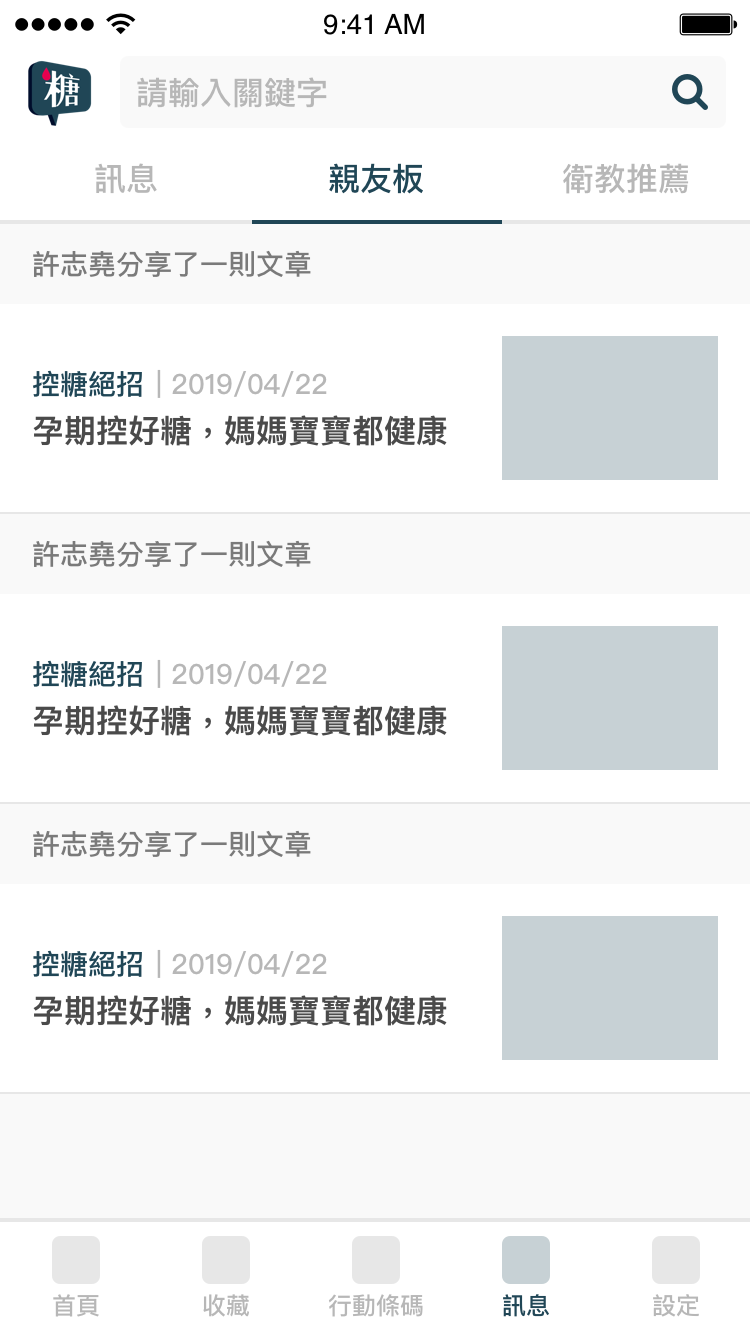 9:41 AM
糖
請輸入關鍵字
訊息
親友板
衛教推薦
許志堯分享了一則文章
控糖絕招｜2019/04/22
孕期控好糖，媽媽寶寶都健康
許志堯分享了一則文章
控糖絕招｜2019/04/22
孕期控好糖，媽媽寶寶都健康
許志堯分享了一則文章
控糖絕招｜2019/04/22
孕期控好糖，媽媽寶寶都健康
首頁
收藏
行動條碼
訊息
設定